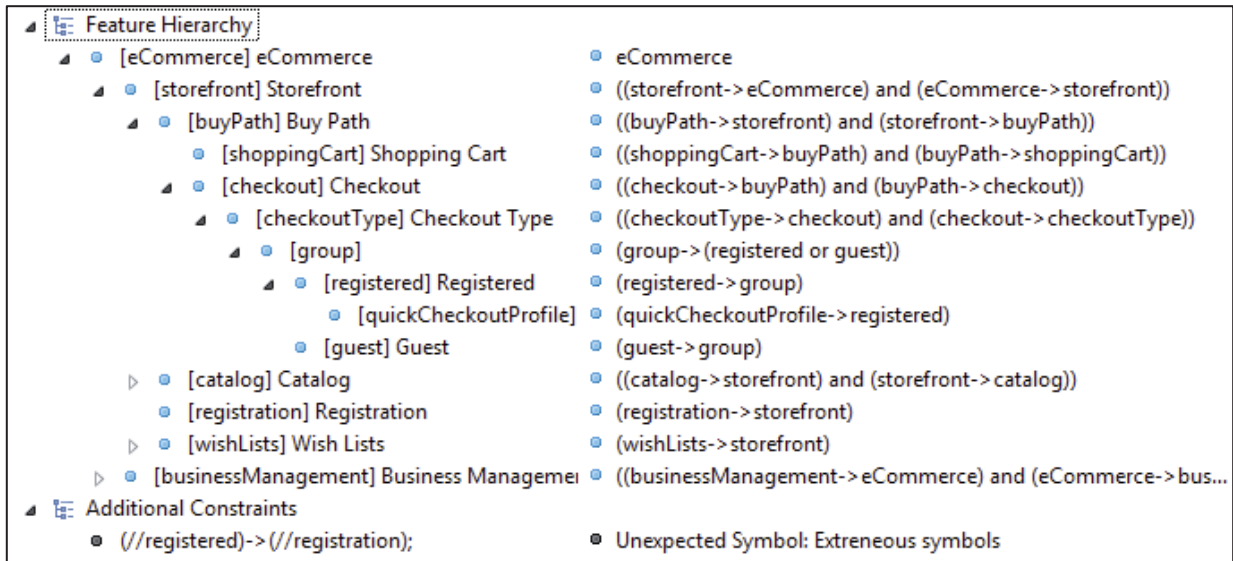 Feature Hierarchy
[eCommerce] eCommerce eCommerce
[storefront] Storefront ((storefront->eCommerce) and (eCommerce->storefront))
[buyPath] Buy Path ((buyPath->storefront) and (storefront->buyPath))
[shoppingCart] Shopping Cart ((shoppingCart->buyPath) and (buyPath->shoppingCart))
[checkout] Checkout ((checkout->buyPath) and (buyPath->checkout))
[checkoutType] Checkout Type ((checkoutType->checkout) and (checkout->checkoutType))
[group] (group->(registered or guest))
[registered] Registered (registered->group)
[quickCheckoutProfile] (quickCheckoutProfile->registered)
[guest] Guest (guest->group)
[catalog] Catalog ((catalog->storefront) and (storefront->catalog))
[registration] Registration (registration->storefront)
[wishLists] Wish Lists (wishLists->storefront)
[businessManagement] Business Managemer ((businessManagement->eCommerce) and (eCommerce->bus...
Additional Constraints
(//registered)->(//registration); Unexpected Symbol: Extreneous symbols